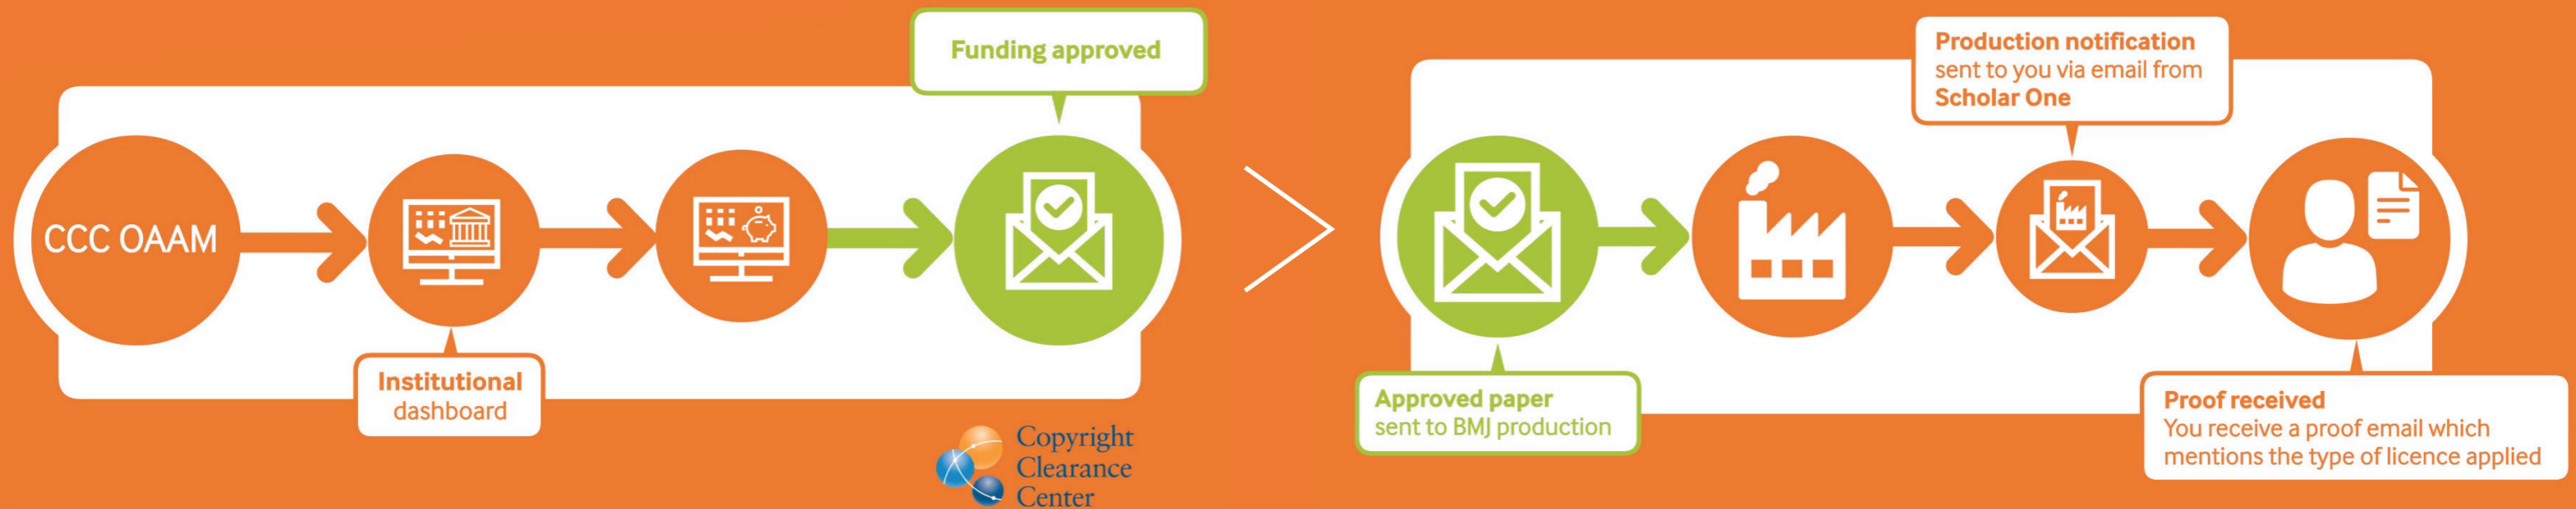 CCC OAAM
Institutional
dashboard
Funding approved
Copyright
Clearance
Center
Approved paper
sent to BMJ production
Production notification
sent to you via email from
Scholar One
Proof received
You receive a proof email which
mentions the type of licence applied